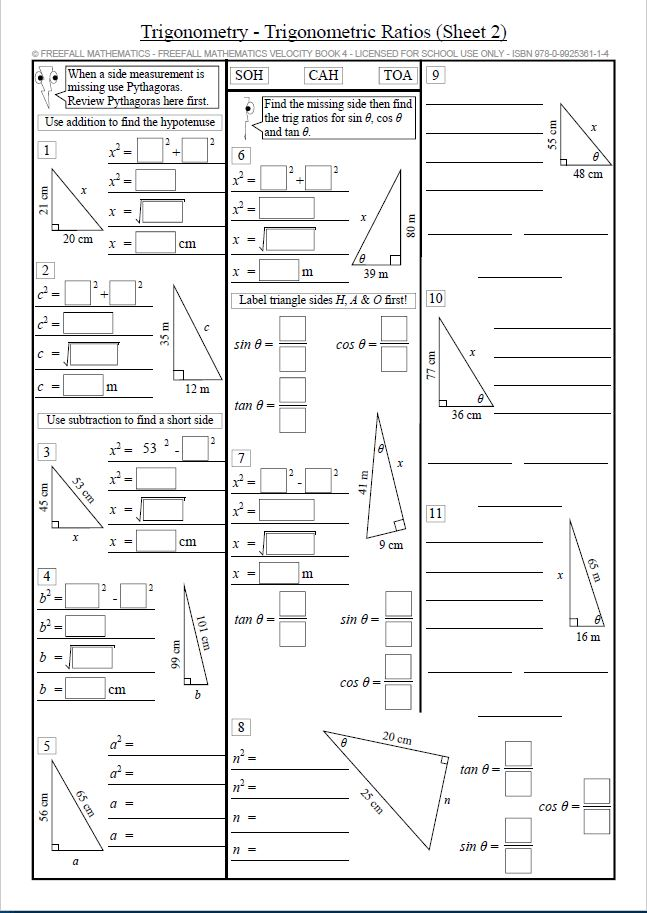 Trigonometry - Trigonometric Ratios (Sheet 2)
© FREEFALL MATHEMATICS - FREEFALL MATHEMATICS VELOCITY BOOK 4 - LICENSED FOR SCHOOL USE ONLY - ISBN 978-0-9925361-1-4
When a side measurement is
missing use Pythagoras.
Review Pythagoras here first.
Use addition to find the hypotenuse
1
x² = ² + ²
x² =
x = √
x = cm
21 cm
x
20 cm
2
c² = ² + ²
c² =
c = √
c = m
35 m
c
12 m
Use subtraction to find a short side
3
x² = 53 ² - ²
x² =
x = √
x = cm
45 cm
53 cm
x
4
b² = ² - ²
b² =
b = √
b = cm
99 cm
101 cm
b
5
a² =
a² =
a =
a =
56 cm
65 cm
a
SOH CAH TOA
Find the missing side then find
the trig ratios for sin θ, cos θ
and tan θ.
6
x² = ² + ²
x² =
x = √
x = m
x
80 m
θ
39 m
Label triangle sides H, A & O first!
sin θ =
cos θ =
tan θ =
7
x² = ² - ²
x² =
x = √
x = m
θ
x
41 m
9 cm
tan θ =
sin θ =
cos θ =
8
n² =
n² =
n =
n =
θ
20 cm
25 cm
n
tan θ =
cos θ =
sin θ =
9
55 cm
x
θ
48 cm
10
77 cm
x
θ
36 cm
11
x
65 m
θ
16 m